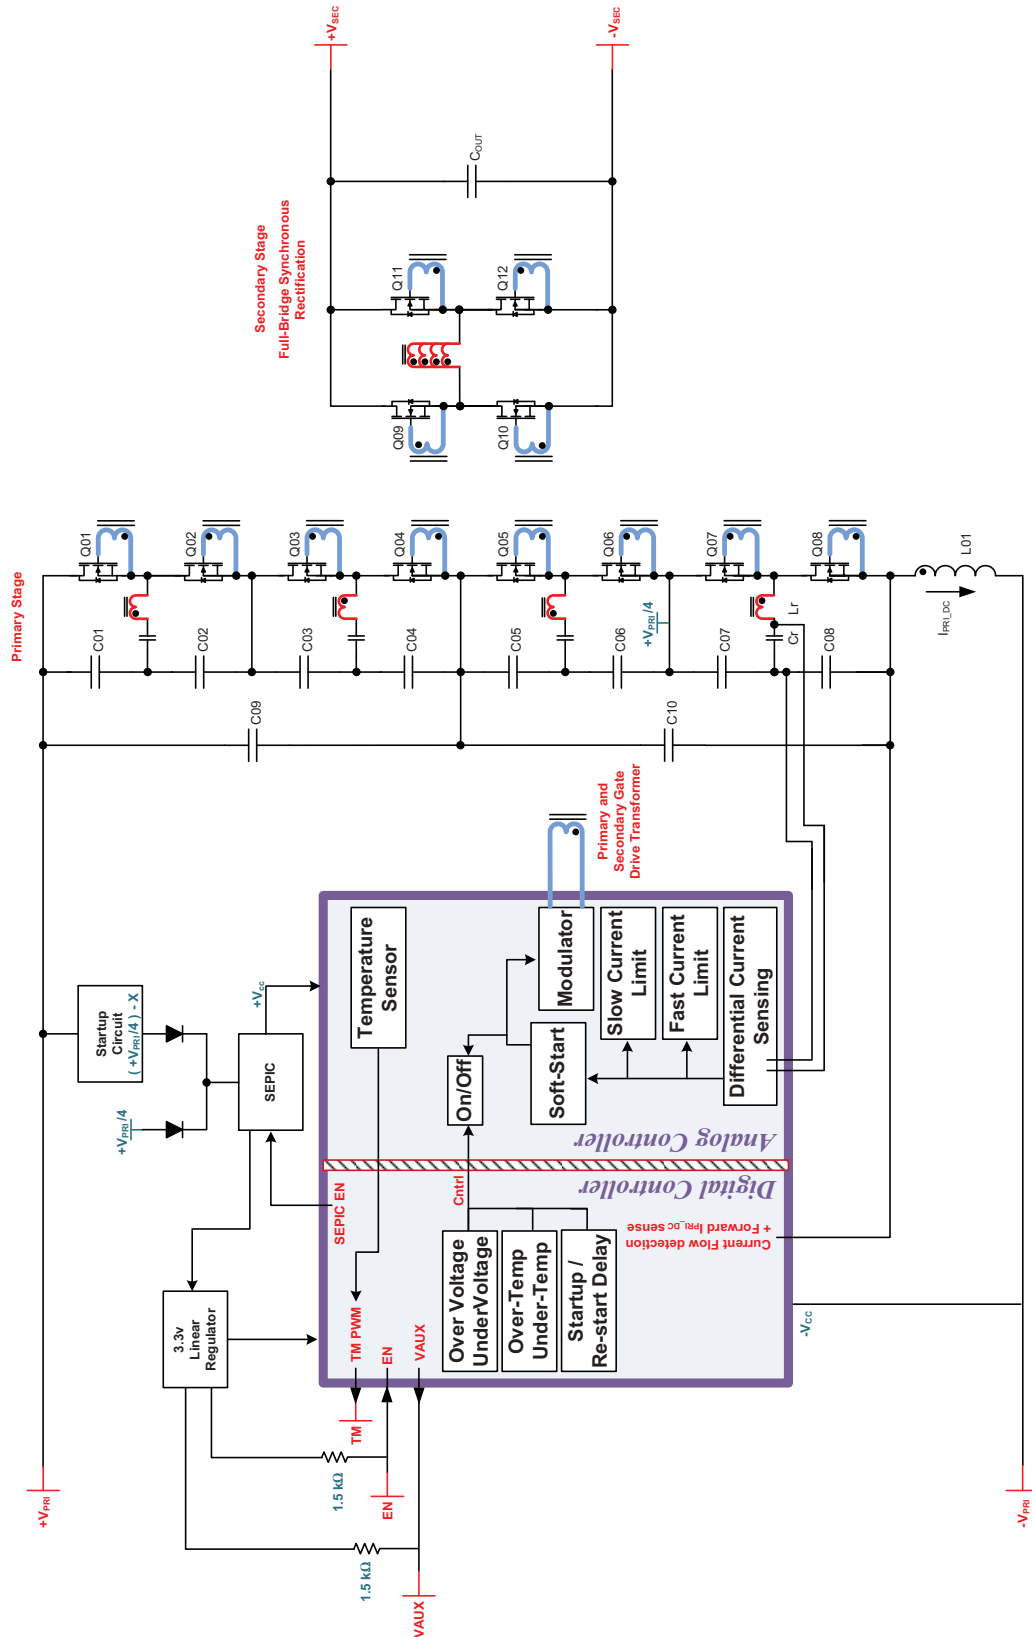 +VPRI
-VPRI
VAUX
EN
TM
1.5 kΩ
1.5 kΩ
3.3v
Linear
Regulator
+VPRI/4
Startup
Circuit
( +VPRI/4 ) - X
SEPIC
+Vcc
-VCC
SEPIC EN
TM PWM
EN
VAUX
Cntrl
Over Voltage
UnderVoltage
Over-Temp
Under-Temp
Startup /
Re-start Delay
Current Flow detection
+ Forward IPRI_DC sense
Digital Controller
Analog Controller
Temperature
Sensor
On/Off
Soft-Start
Modulator
Slow Current
Limit
Fast Current
Limit
Differential Current
Sensing
Primary and
Secondary Gate
Drive Transformer
Primary Stage
C09
C10
C01
C02
C03
C04
C05
C06
C07
C08
+VPRI/4
Cr
Lr
Q01
Q02
Q03
Q04
Q05
Q06
Q07
Q08
IPRI_DC
L01
Secondary Stage
Full-Bridge Synchronous
Rectification
Q09
Q10
Q11
Q12
COUT
+VSEC
-VSEC